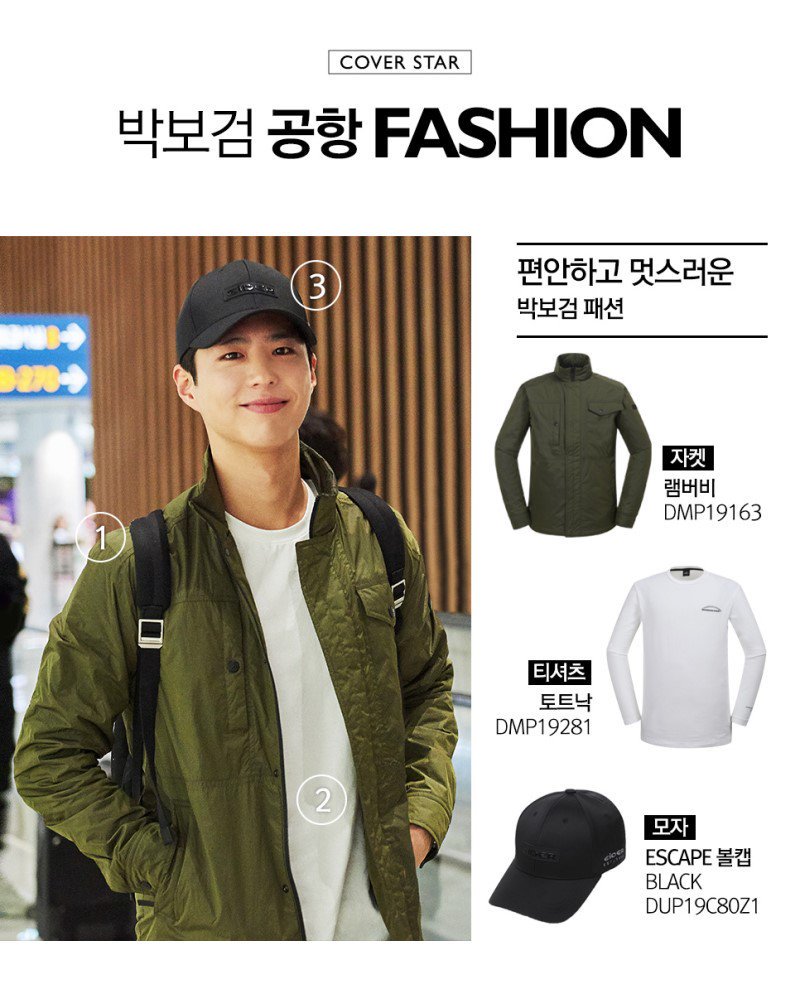 COVER STAR
박보검 공항 FASHION
편안하고 멋스러운
박보검 패션
3
1
2
자켓
램버비
DMP19163
티셔츠
토트낙
DMP19281
모자
ESCAPE 볼캡
BLACK
DUP19C80Z1
EIDER
270